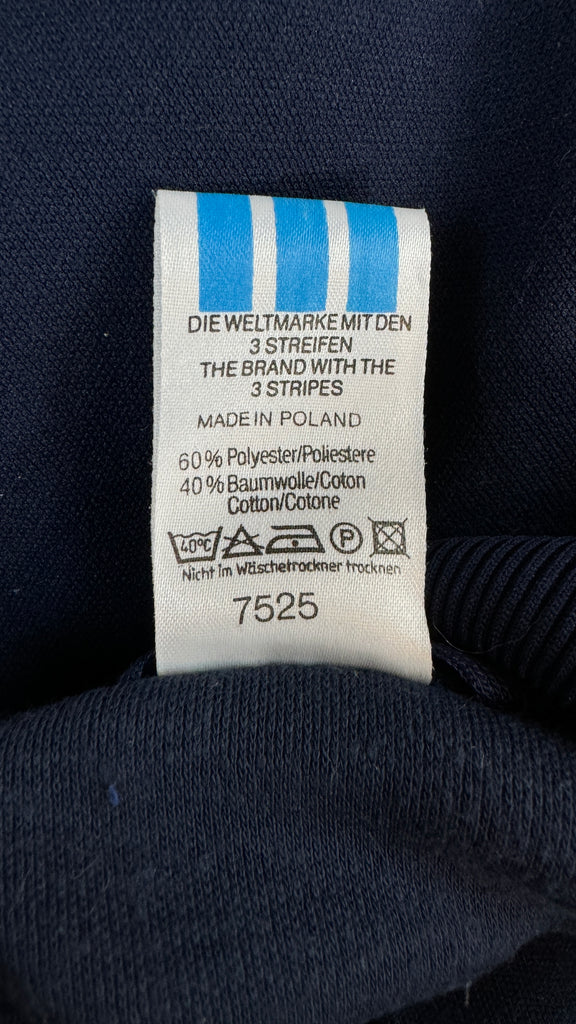 DIE WELTMARKE MIT DEN
3 STREIFEN
THE BRAND WITH THE
3 STRIPES
MADE IN POLAND
60% Polyester/Poliestere
40% Baumwolle/Coton
Cotton/Cotone
40°C P
Nicht im Wäschetrockner trocknen
7525